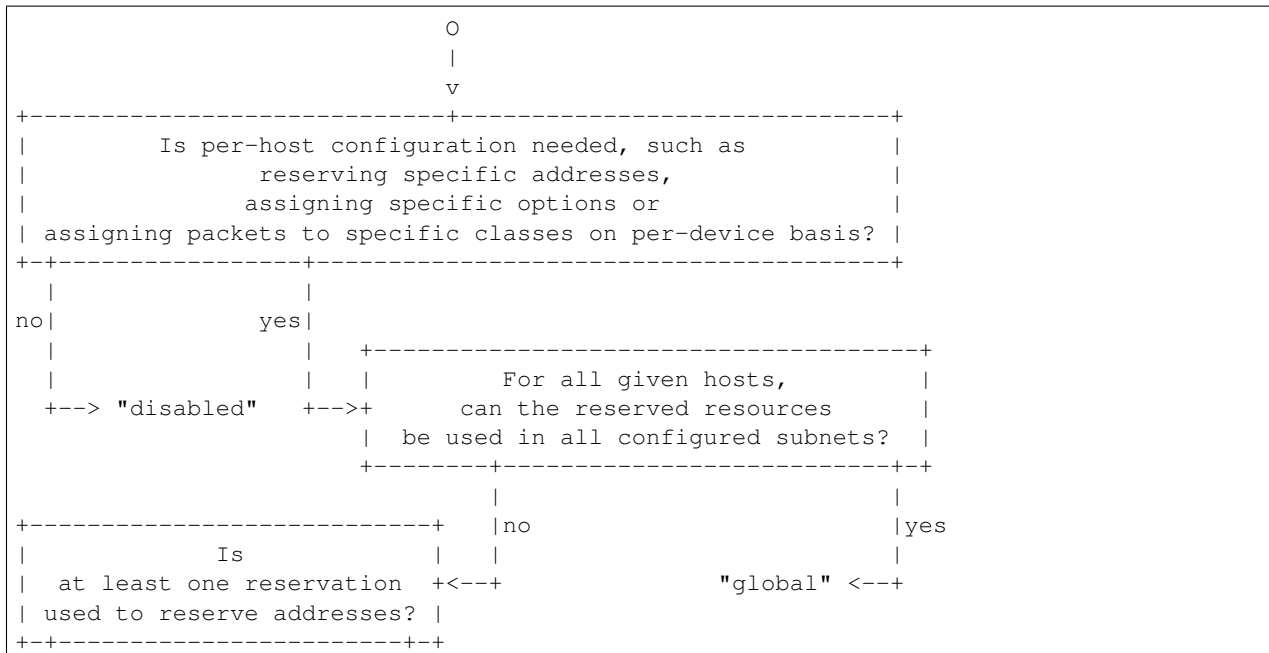 O
                              |
                              v
+-----------------------------+------------------------------+
|         Is per-host configuration needed, such as          |
|                reserving specific addresses,               |
|               assigning specific options or                |
| assigning packets to specific classes on per-device basis? |
+-+-----------------+----------------------------------------+
  |                 |
no|              yes|
  |                 |   +--------------------------------------+
  |                 |   |         For all given hosts,         |
  +--> "disabled"   +-->+      can the reserved resources      |
                        |  be used in all configured subnets?  |
                        +--------+---------------------------+-+
                                 |                           |
+----------------------------+   |no                         |yes
|             Is             |   |                           |
|  at least one reservation  +<--+               "global" <--+
| used to reserve addresses? |
+-+------------------------+-+